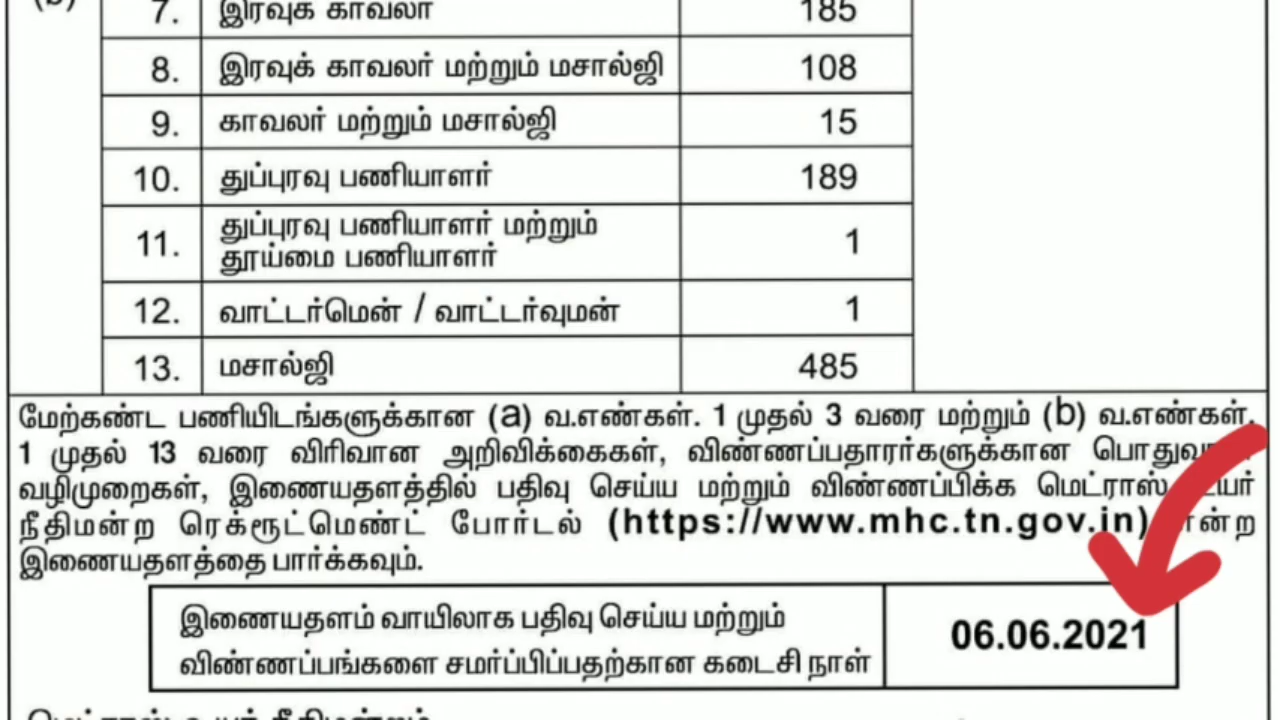 (b)
7. இரவுக் காவலர் 185
8. இரவுக் காவலர் மற்றும் மசால்ஜி 108
9. காவலர் மற்றும் மசால்ஜி 15
10. துப்புரவு பணியாளர் 189
11. துப்புரவு பணியாளர் மற்றும்
தூய்மை பணியாளர் 1
12. வாட்டர்மென் / வாட்டர்வுமன் 1
13. மசால்ஜி 485
மேற்கண்ட பணியிடங்களுக்கான (a) வ.எண்கள். 1 முதல் 3 வரை மற்றும் (b) வ.எண்கள்.
1 முதல் 13 வரை விரிவான அறிவிக்கைகள், விண்ணப்பதாரர்களுக்கான
வழிமுறைகள், இணையதளத்தில் பதிவு செய்ய மற்றும் விண்ணப்பிக்க மெட்ராஸ்
நீதிமன்ற ரெக்ரூட்மெண்ட் போர்டல் (https://www.mhc.tn.gov.in) என்ற
இணையதளத்தை பார்க்கவும்.
இணையதளம் வாயிலாக பதிவு செய்ய மற்றும்
விண்ணப்பங்களை சமர்ப்பிப்பதற்கான கடைசி நாள்
06.06.2021